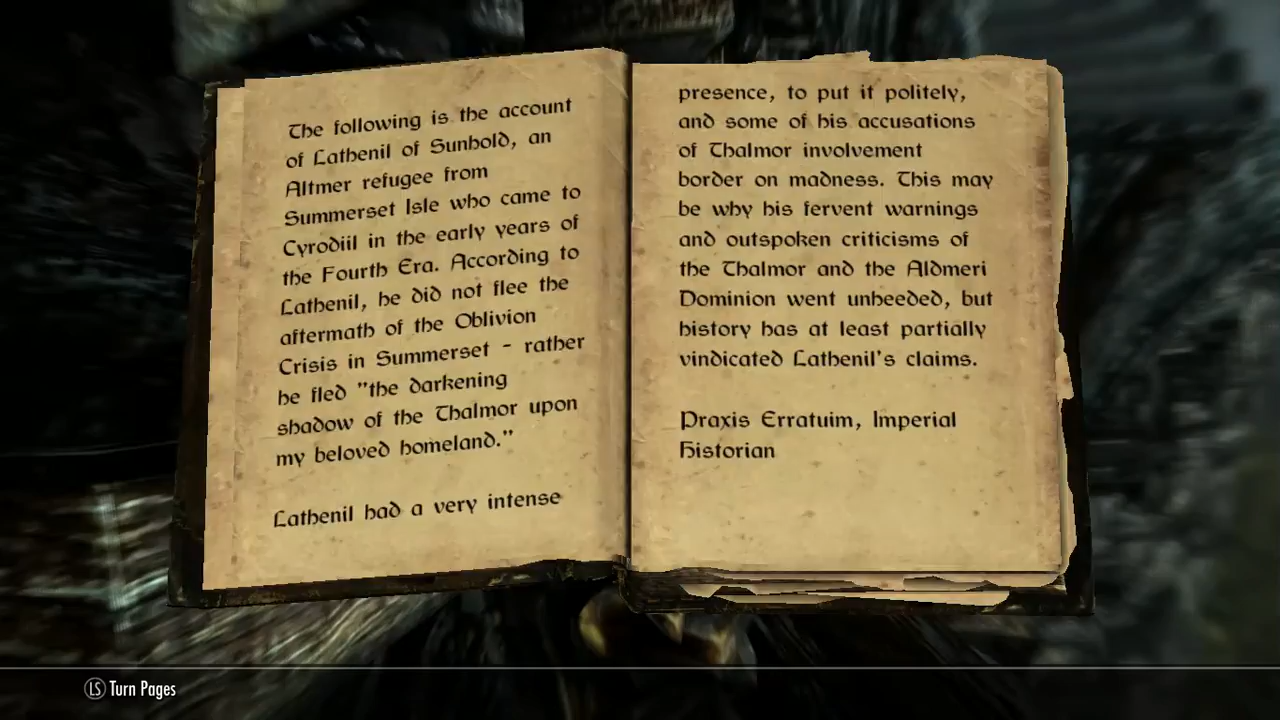 The following is the account
of Lathenil of Sunhold, an
Altmer refugee from
Summerset Isle who came to
Cyrodiil in the early years of
the Fourth Era. According to
Lathenil, he did not flee the
aftermath of the Oblivion
Crisis in Summerset - rather
he fled "the darkening
shadow of the Thalmor upon
my beloved homeland."
Lathenil had a very intense
presence, to put it politely,
and some of his accusations
of Thalmor involvement
border on madness. This may
be why his fervent warnings
and outspoken criticisms of
the Thalmor and the Aldmeri
Dominion went unheeded, but
history has at least partially
vindicated Lathenil's claims.
Praxis Erratuim, Imperial
Historian
LS Turn Pages